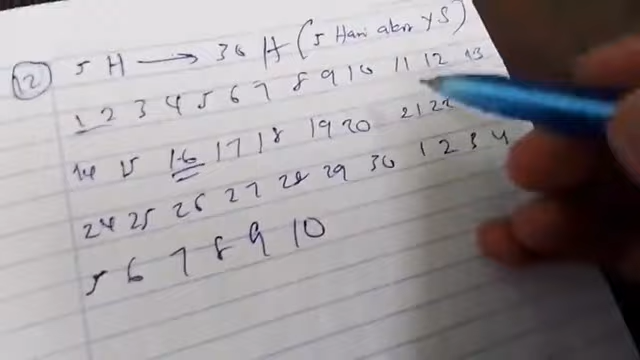 12 5 H → 30 H (5 Hari akhr YS)
1 2 3 4 5 6 7 8 9 10 11 12 13
14 15 16 17 18 19 20 21 22
24 25 26 27 28 29 30 1 2 3 4
5 6 7 8 9 10